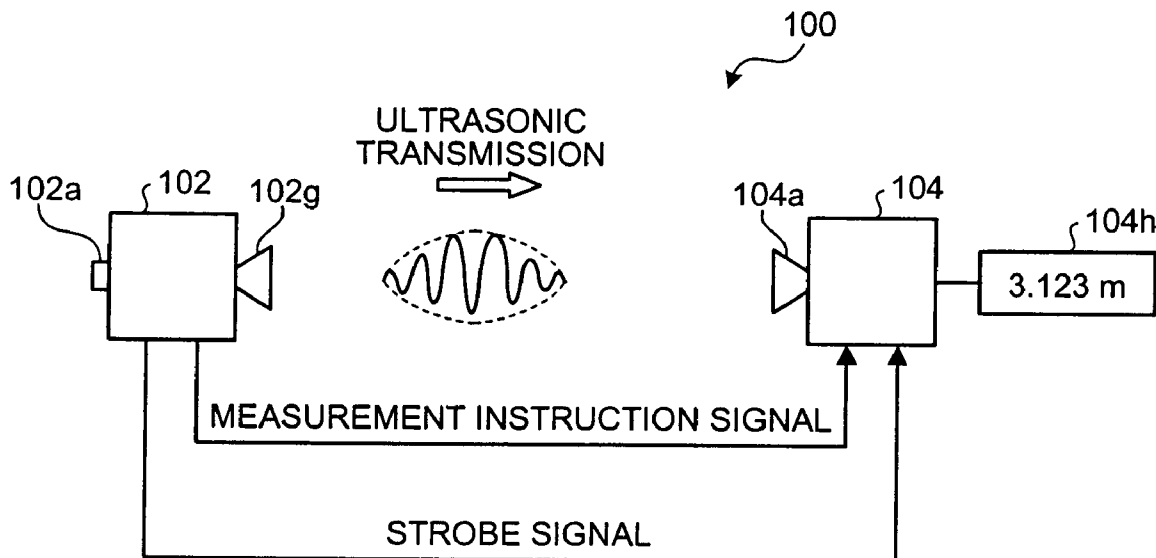 100
ULTRASONIC
TRANSMISSION
102a
102
102g
104a
104
104h
3.123 m
MEASUREMENT INSTRUCTION SIGNAL
STROBE SIGNAL